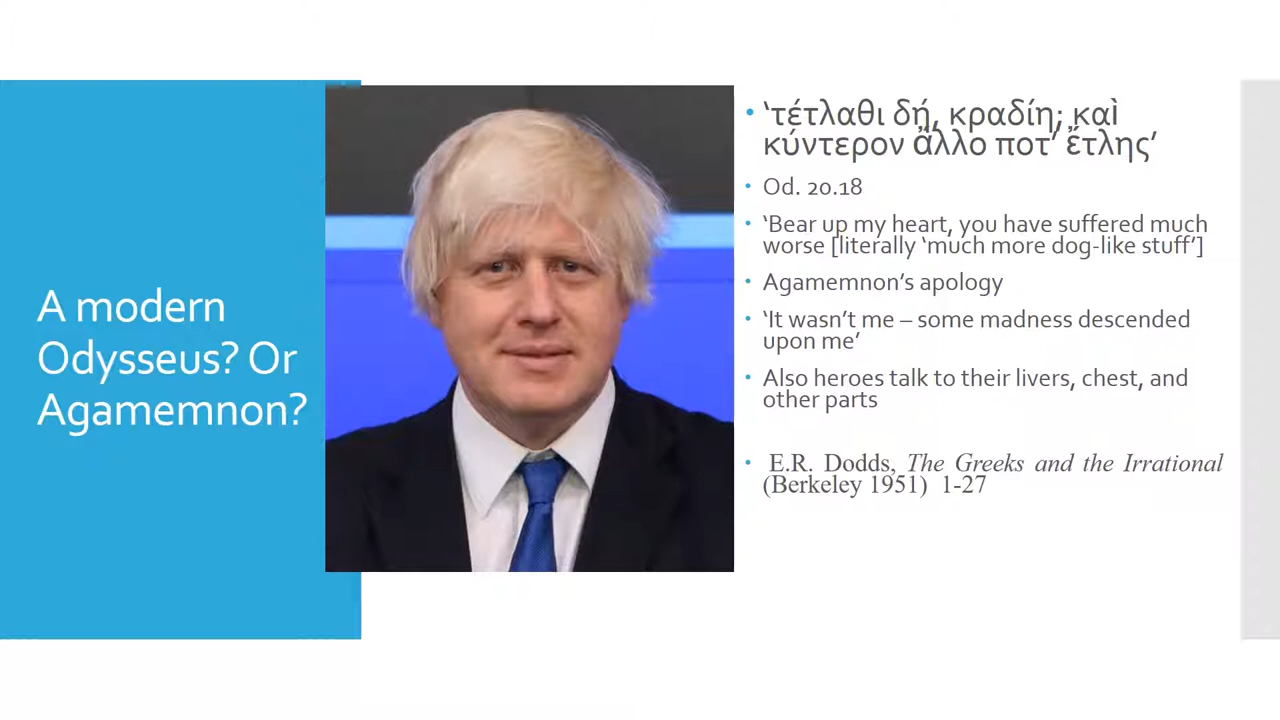 A modern
Odysseus? Or
Agamemnon?
• ‘τέτλαθι δή, κραδίη; καὶ
κύντερον ἄλλο ποτ’ ἔτλης’
• Od. 20.18
• ‘Bear up my heart, you have suffered much
worse [literally ‘much more dog-like stuff’]
• Agamemnon’s apology
• ‘It wasn’t me – some madness descended
upon me’
• Also heroes talk to their livers, chest, and
other parts
• E.R. Dodds, The Greeks and the Irrational
(Berkeley 1951) 1-27